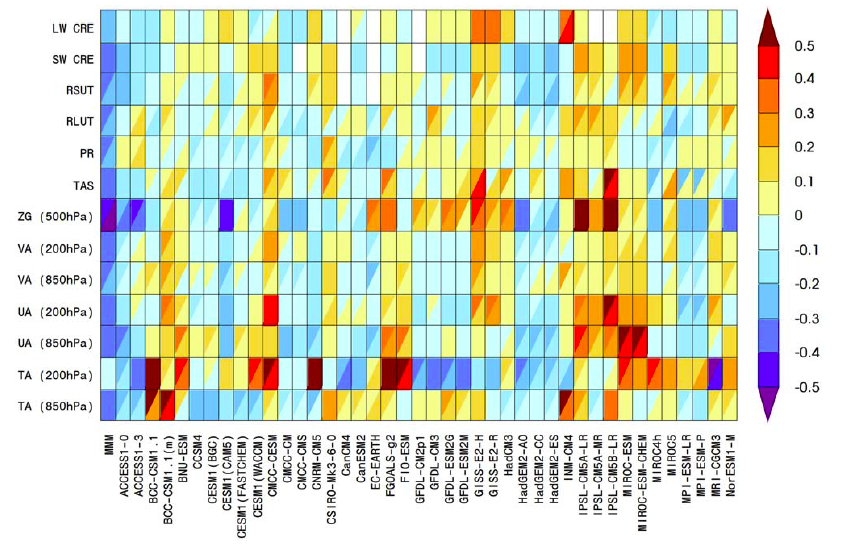 LW CRE
SW CRE
RSUT
RLUT
PR
TAS
ZG (500hPa)
VA (200hPa)
VA (850hPa)
UA (200hPa)
UA (850hPa)
TA (200hPa)
TA (850hPa)
0.5
0.4
0.3
0.2
0.1
0
-0.1
-0.2
-0.3
-0.4
-0.5
MMM
ACCESS1-0
ACCESS1-3
BCC-CSM1.1
BCC-CSM1.1(m)
BNU-ESM
CCSM4
CESM1(BGC)
CESM1(CAM5)
CESM1(FASTCHEM)
CESM1(WACCM)
CMCC-CESM
CMCC-CM
CMCC-CMS
CNRM-CM5
CSIRO-Mk3-6-0
CanCM4
CanESM2
EC-EARTH
FGOALS-g2
FIO-ESM
GFDL-CM2p1
GFDL-CM3
GFDL-ESM2G
GFDL-ESM2M
GISS-E2-H
GISS-E2-R
HadCM3
HadGEM2-AO
HadGEM2-CC
HadGEM2-ES
INM-CM4
IPSL-CM5A-LR
IPSL-CM5A-MR
IPSL-CM5B-LR
MIROC-ESM
MIROC-ESM-CHEM
MIROC4h
MIROC5
MPI-ESM-LR
MPI-ESM-P
MRI-CGCM3
NorESM1-M